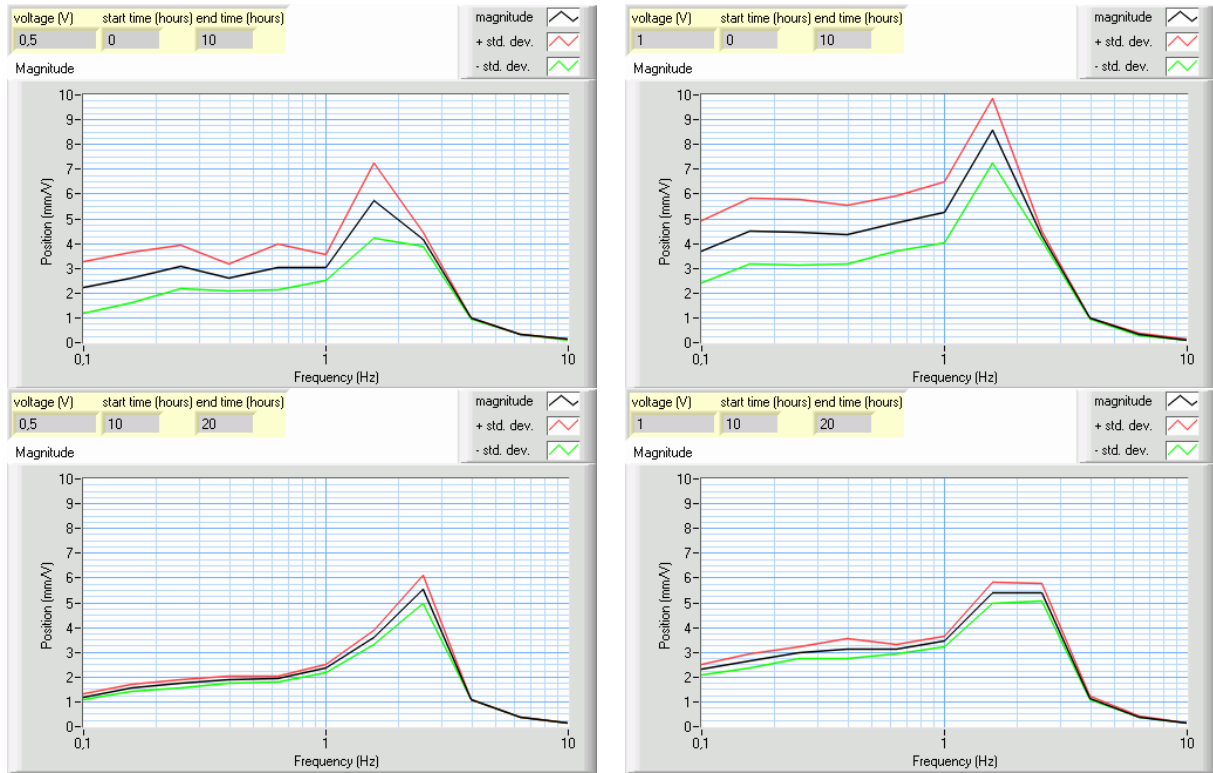 voltage (V) start time (hours) end time (hours) magnitude
0,5 0 10 + std. dev.
- std. dev.
Magnitude
10
9
8
7
6
5
4
3
2
1
0
Position (mm/V)
0,1 1 10
Frequency (Hz)
voltage (V) start time (hours) end time (hours) magnitude
1 0 10 + std. dev.
- std. dev.
Magnitude
10
9
8
7
6
5
4
3
2
1
0
Position (mm/V)
0,1 1 10
Frequency (Hz)
voltage (V) start time (hours) end time (hours) magnitude
0,5 10 20 + std. dev.
- std. dev.
Magnitude
10
9
8
7
6
5
4
3
2
1
0
Position (mm/V)
0,1 1 10
Frequency (Hz)
voltage (V) start time (hours) end time (hours) magnitude
1 10 20 + std. dev.
- std. dev.
Magnitude
10
9
8
7
6
5
4
3
2
1
0
Position (mm/V)
0,1 1 10
Frequency (Hz)